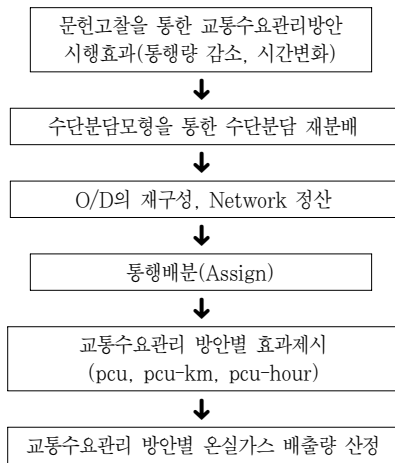 문헌고찰을 통한 교통수요관리방안
시행효과(통행량 감소, 시간변화)
수단분담모형을 통한 수단분담 재분배
O/D의 재구성, Network 정산
통행배분(Assign)
교통수요관리 방안별 효과제시
(pcu, pcu-km, pcu-hour)
교통수요관리 방안별 온실가스 배출량 산정